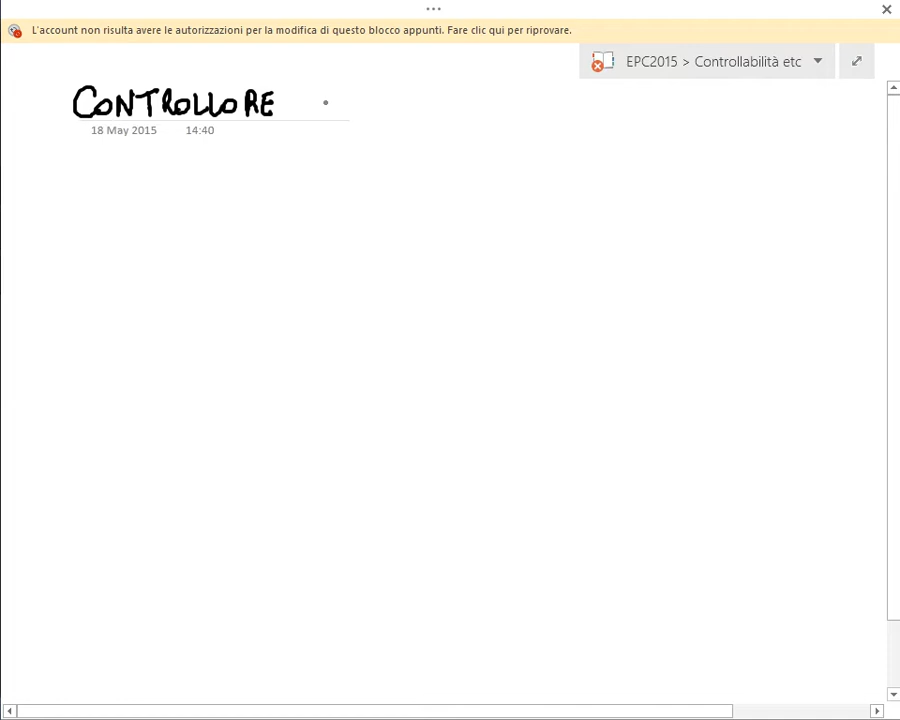 L'account non risulta avere le autorizzazioni per la modifica di questo blocco appunti. Fare clic qui per riprovare.
EPC2015 > Controllabilità etc
CONTROLLORE
18 May 2015 14:40